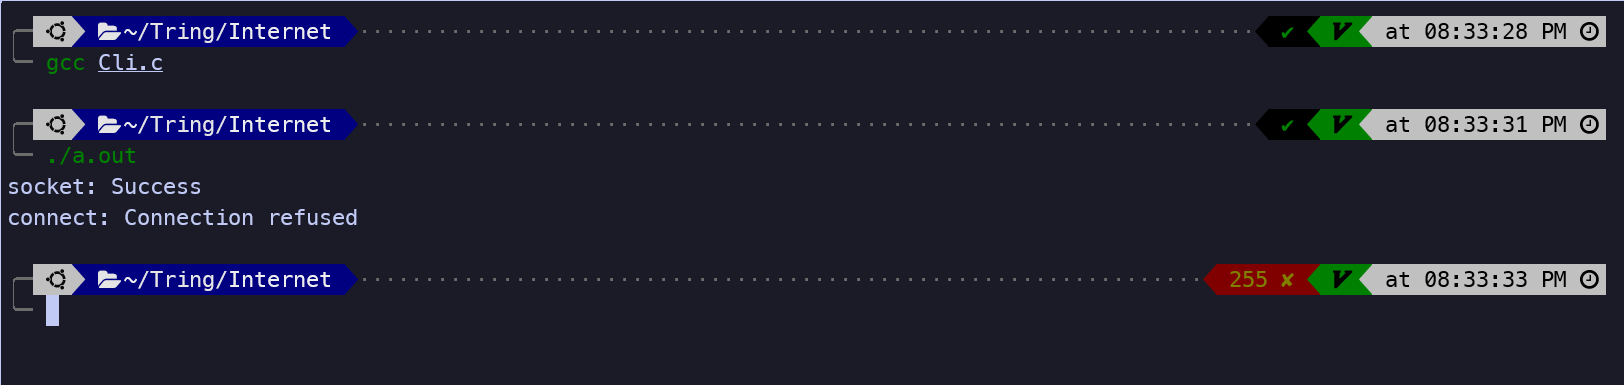 ~/Tring/Internet ✔ V at 08:33:28 PM
gcc Cli.c
~/Tring/Internet ✔ V at 08:33:31 PM
./a.out
socket: Success
connect: Connection refused
~/Tring/Internet 255 ✘ V at 08:33:33 PM